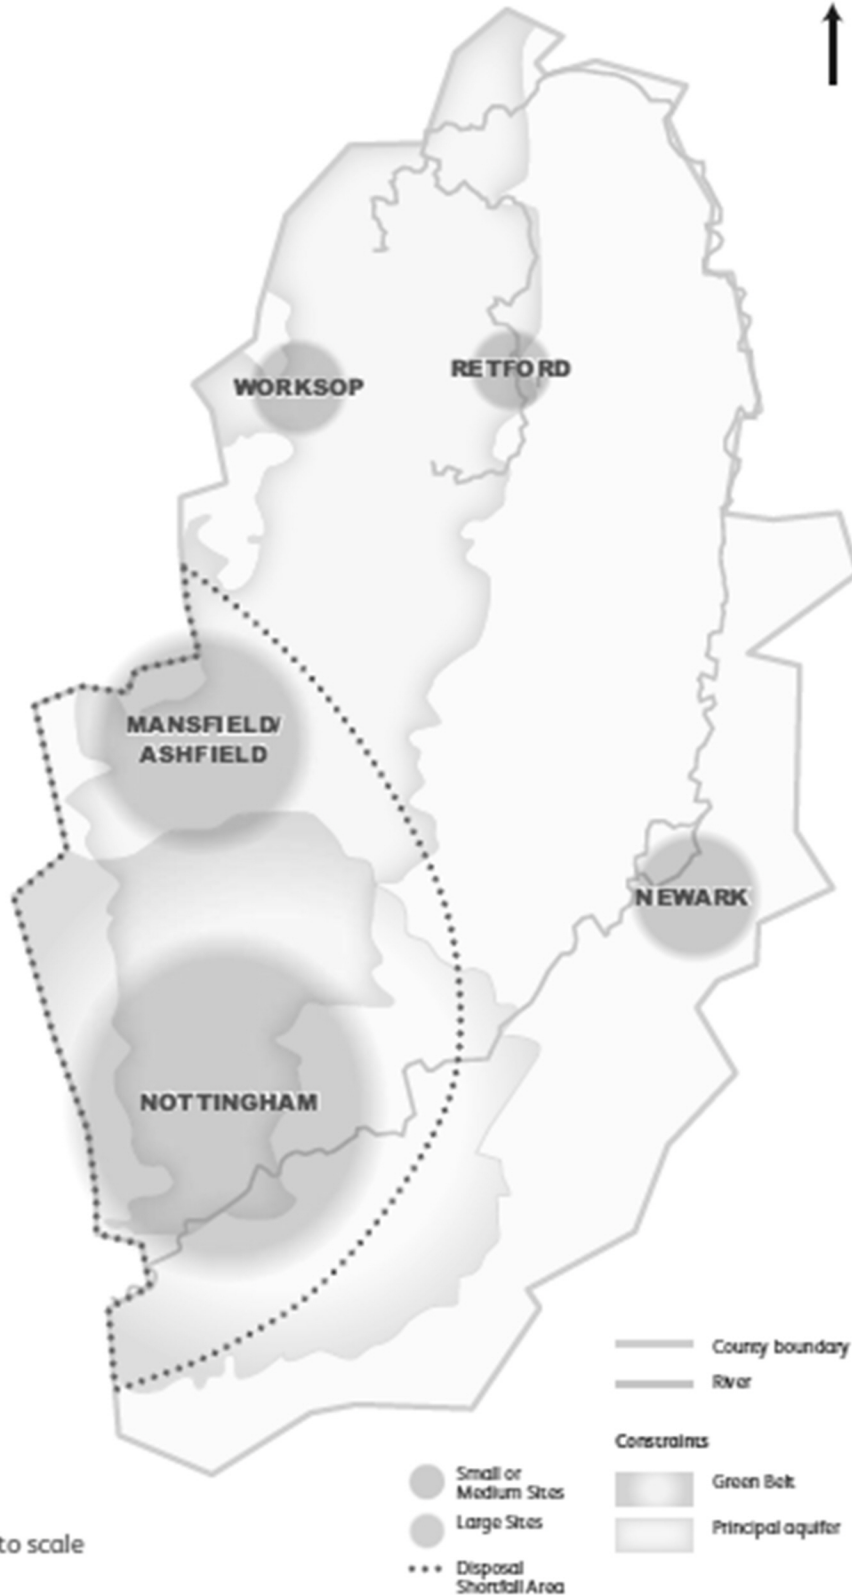 WORKSOP
RETFORD
MANSFIELD/
ASHFIELD
NEWARK
NOTTINGHAM
County boundary
River
Constraints
Green Belt
Principal aquifer
Small or
Medium Sites
Large Sites
Disposal
Shortfall Area
to scale